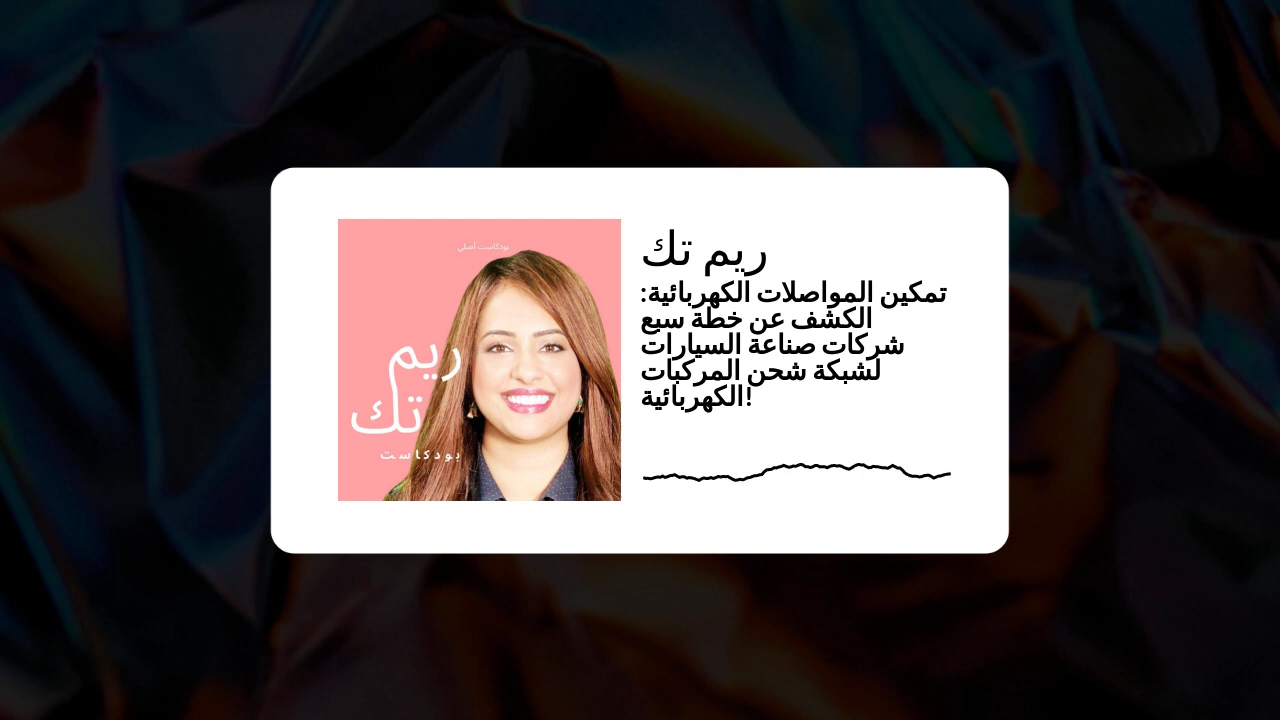 بودكاست أصلي
ريم
تك
بودكاست
ريم تك
تمكين المواصلات الكهربائية:
الكشف عن خطة سبع
شركات صناعة السيارات
لشبكة شحن المركبات
الكهربائية!